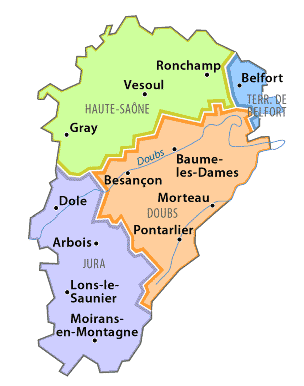 Ronchamp
Belfort
Vesoul
TERR. DE
BELFORT
HAUTE-SAÔNE
Gray
Doubs
Baume-
les-Dames
Besançon
Dole
Morteau
DOUBS
Pontarlier
Arbois
JURA
Lons-le-
Saunier
Moirans-
en-Montagne